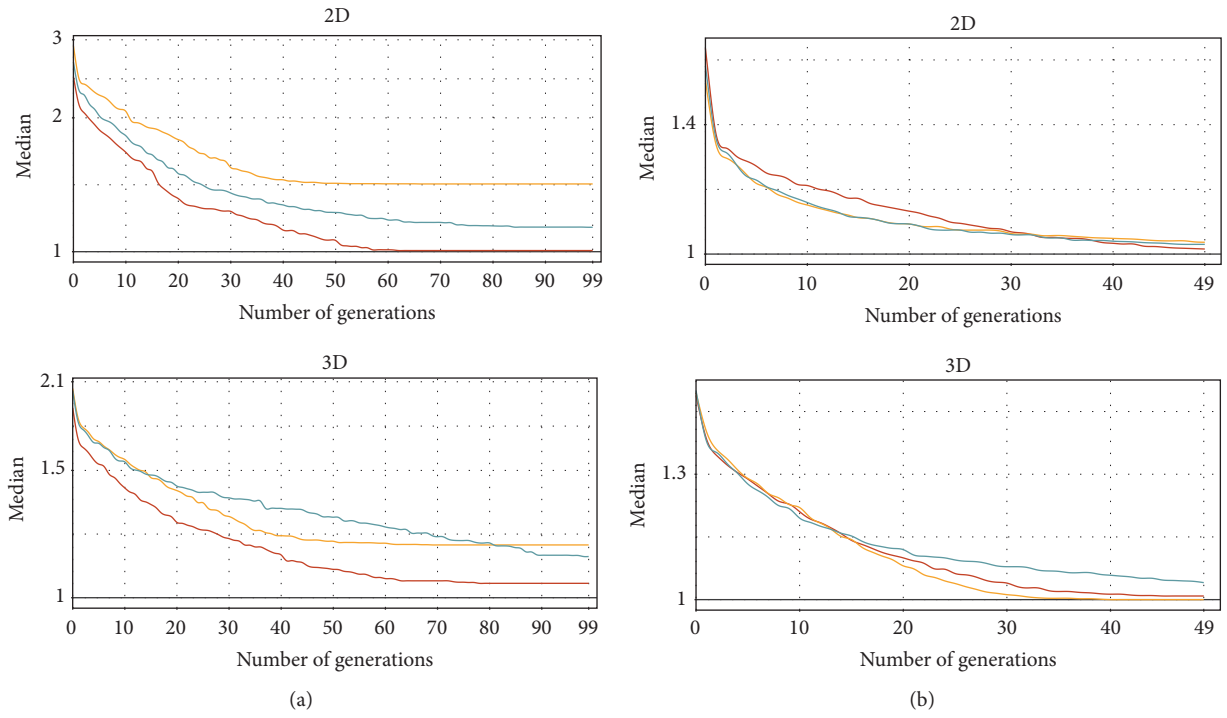 2D
3
2
1
Median
0 10 20 30 40 50 60 70 80 90 99
Number of generations
3D
2.1
1.5
1
Median
0 10 20 30 40 50 60 70 80 90 99
Number of generations
(a)
2D
1.4
1
Median
0 10 20 30 40 49
Number of generations
3D
1.3
1
Median
0 10 20 30 40 49
Number of generations
(b)